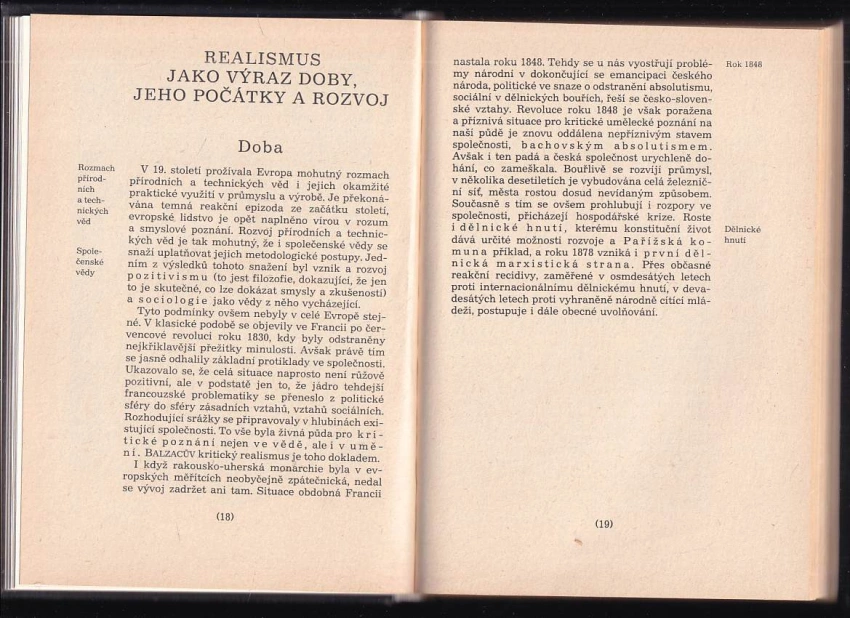 REALISMUS
JAKO VÝRAZ DOBY,
JEHO POČÁTKY A ROZVOJ
Doba
Rozmach
přírod-
ních
a tech-
nických
věd
Spole-
čenské
vědy
V 19. století prožívala Evropa mohutný rozmach
přírodních a technických věd i jejich okamžité
praktické využití v průmyslu a výrobě. Je překoná-
vána temná reakční epizoda ze začátku století,
evropské lidstvo je opět naplněno vírou v rozum
a smyslové poznání. Rozvoj přírodních a technic-
kých věd je tak mohutný, že i společenské vědy se
snaží uplatňovat jejich metodologické postupy. Jed-
ním z výsledků tohoto snažení byl vznik a rozvoj
pozitivismu (to jest filozofie, dokazující, že jen
to je skutečné, co lze dokázat smysly a zkušeností)
a sociologie jako vědy z něho vycházející.
Tyto podmínky ovšem nebyly v celé Evropě stej-
né. V klasické podobě se objevily ve Francii po čer-
vencové revoluci roku 1830, kdy byly odstraněny
nejkřiklavější přežitky minulosti. Avšak právě tím
se jasně odhalily základní protiklady ve společnosti.
Ukazovalo se, že celá situace naprosto není růžově
pozitivní, ale v podstatě jen to, že jádro tehdejší
francouzské problematiky se přeneslo z politické
sféry do sféry zásadních vztahů, vztahů sociálních.
Rozhodující srážky se připravovaly v hlubinách exi-
stující společnosti. To vše byla živná půda pro kri-
tické poznání nejen ve vědě, ale i v umě-
ní. BALZACŮV kritický realismus je toho dokladem.
I když rakousko-uherská monarchie byla v ev-
ropských měřítcích neobyčejně zpátečnická, nedal
se vývoj zadržet ani tam. Situace obdobná Francii
(18)
nastala roku 1848. Tehdy se u nás vyostřují problé-
my národní v dokončující se emancipaci českého
národa, politické ve snaze o odstranění absolutismu,
sociální v dělnických bouřích, řeší se česko-sloven-
ské vztahy. Revoluce roku 1848 je však poražena
a příznivá situace pro kritické umělecké poznání na
naší půdě je znovu oddálena nepříznivým stavem
společnosti, bachovským absolutismem.
Avšak i ten padá a česká společnost urychleně do-
hání, co zameškala. Bouřlivě se rozvíjí průmysl,
v několika desetiletích je vybudována celá železnič-
ní síť, města rostou dosud nevídaným způsobem.
Současně s tím se ovšem prohlubují i rozpory ve
společnosti, přicházejí hospodářské krize. Roste
i dělnické hnutí, kterému konstituční život
dává určité možnosti rozvoje a Pařížská ko-
muna příklad, a roku 1878 vzniká i první děl-
nická marxistická strana. Přes občasné
reakční recidivy, zaměřené v osmdesátých letech
proti internacionálnímu dělnickému hnutí, v deva-
desátých letech proti vyhraněně národně cítící mlá-
deži, postupuje i dále obecné uvolňování.
Rok 1848
Dělnické
hnutí
(19)